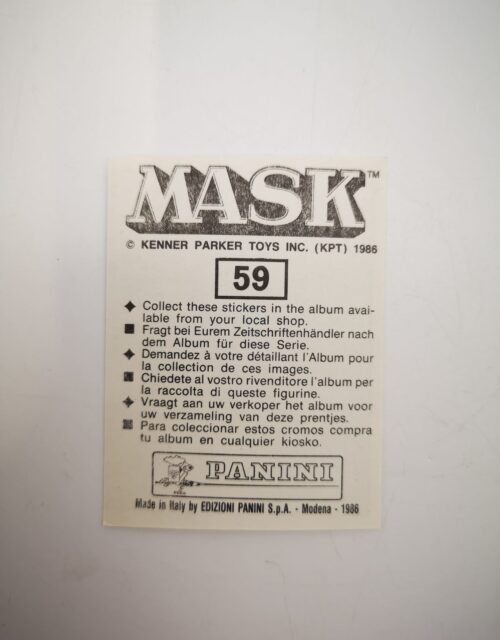 MASK™
© KENNER PARKER TOYS INC. (KPT) 1986
59
Collect these stickers in the album avai-
lable from your local shop.
Fragt bei Eurem Zeitschriftenhändler nach
dem Album für diese Serie.
Demandez à votre détaillant l'Album pour
la collection de ces images.
Chiedete al vostro rivenditore l'album per
la raccolta di queste figurine.
Vraagt aan uw verkoper het album voor
uw verzameling van deze prentjes.
Para coleccionar estos cromos compra
tu album en cualquier kiosko.
PANINI
Made in Italy by EDIZIONI PANINI S.p.A. - Modena - 1986